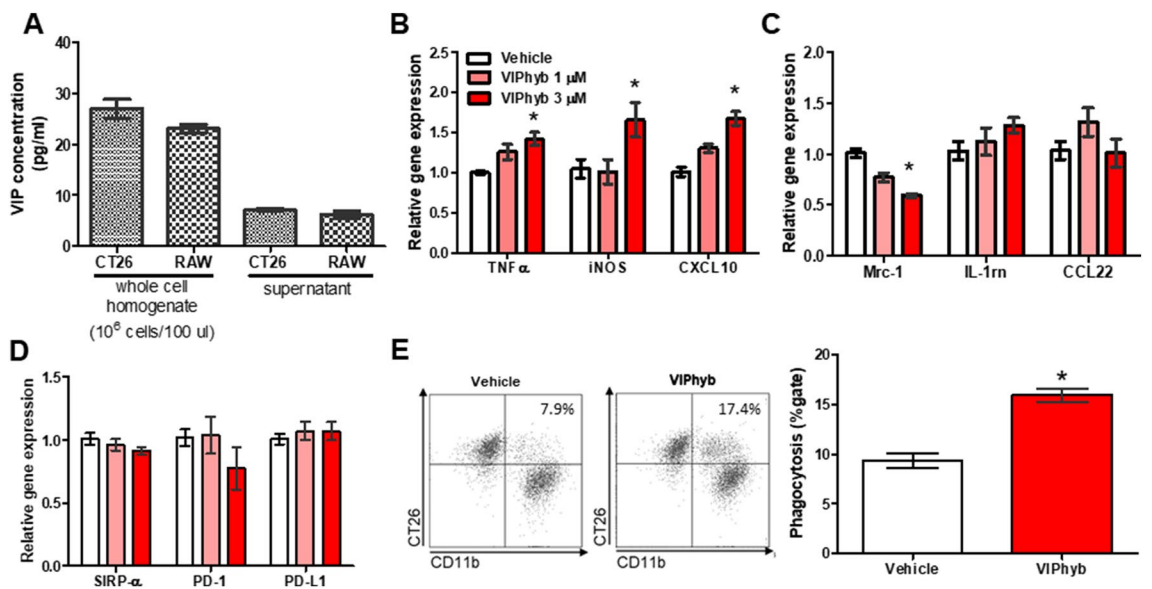 A
VIP concentration
(pg/ml)
40
30
20
10
0
CT26
RAW
CT26
RAW
whole cell
homogenate
(10⁶ cells/100 ul)
supernatant
B
Relative gene expression
2.5
2.0
1.5
1.0
0.5
0.0
Vehicle
VIPhyb 1 µM
VIPhyb 3 µM
*
*
*
TNFα
iNOS
CXCL10
C
Relative gene expression
2.0
1.5
1.0
0.5
0.0
*
Mrc-1
IL-1rn
CCL22
D
Relative gene expression
1.5
1.0
0.5
0.0
SIRP-α
PD-1
PD-L1
E
Vehicle
7.9%
CT26
CD11b
VIPhyb
17.4%
CT26
CD11b
Phagocytosis (%gate)
20
15
10
5
0
*
Vehicle
VIPhyb